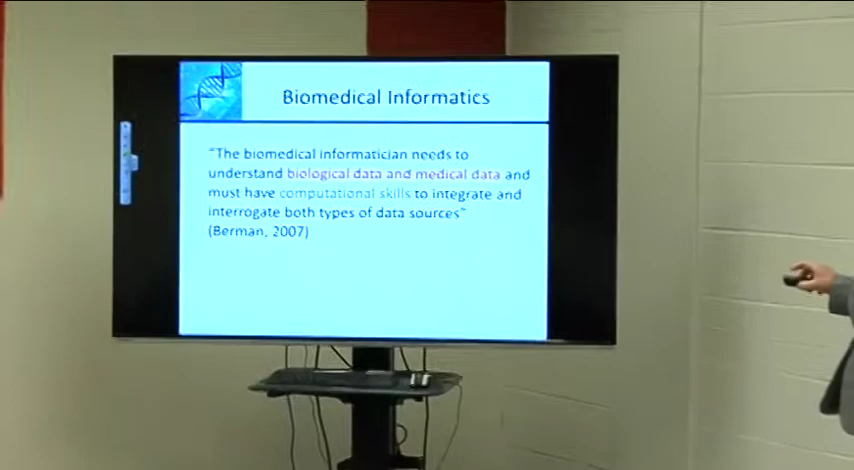 Biomedical Informatics
“The biomedical informatician needs to
understand biological data and medical data and
must have computational skills to integrate and
interrogate both types of data sources”
(Berman, 2007)